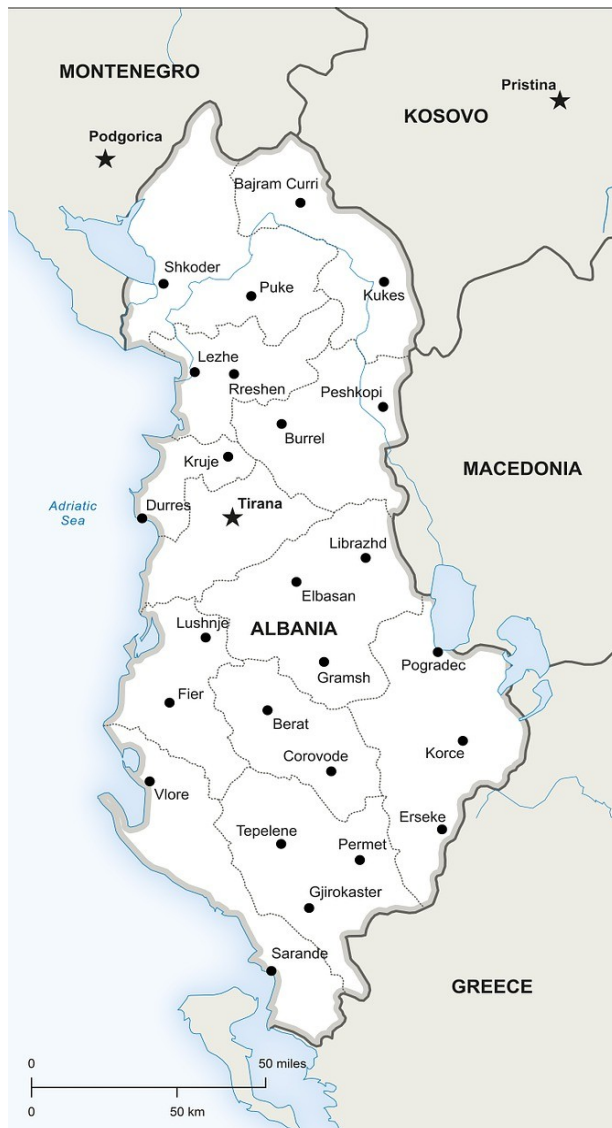 MONTENEGRO
Pristina
KOSOVO
Podgorica
Bajram Curri
Shkoder
Puke
Kukes
Lezhe
Rreshen
Peshkopi
Burrel
Kruje
MACEDONIA
Adriatic
Sea
Durres
Tirana
Librazhd
Elbasan
Lushnje
ALBANIA
Pogradec
Gramsh
Fier
Berat
Korce
Corovode
Vlore
Erseke
Tepelene
Permet
Gjirokaster
Sarande
GREECE
0
50 miles
0
50 km